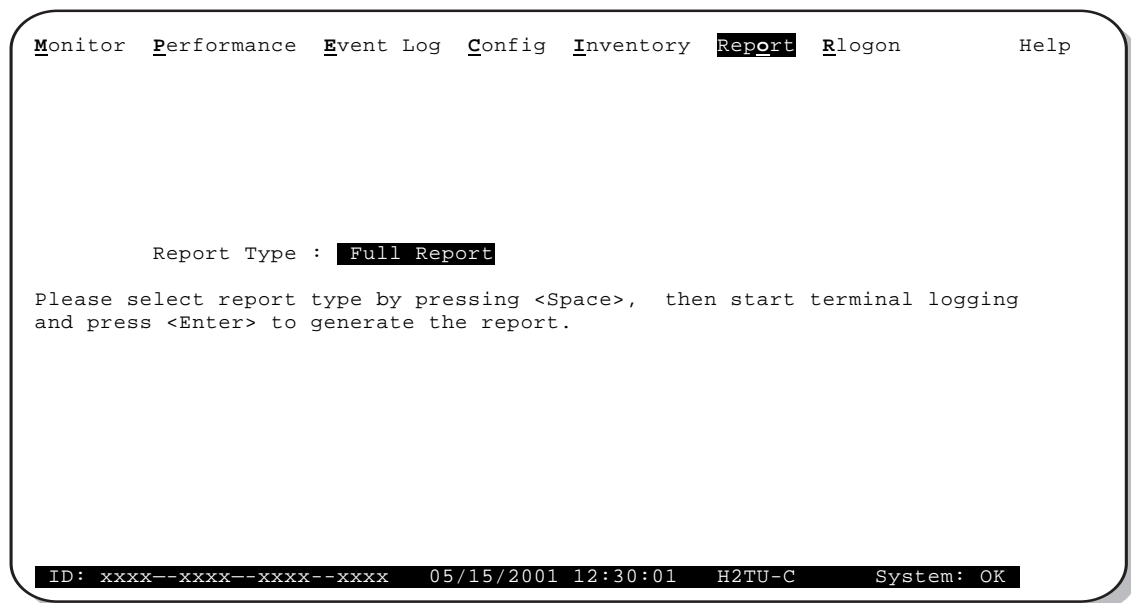 Monitor Performance Event Log Config Inventory Report Rlogon Help
Report Type : Full Report
Please select report type by pressing <Space>, then start terminal logging
and press <Enter> to generate the report.
ID: xxxx—-xxxx—-xxxx--xxxx 05/15/2001 12:30:01 H2TU-C System: OK